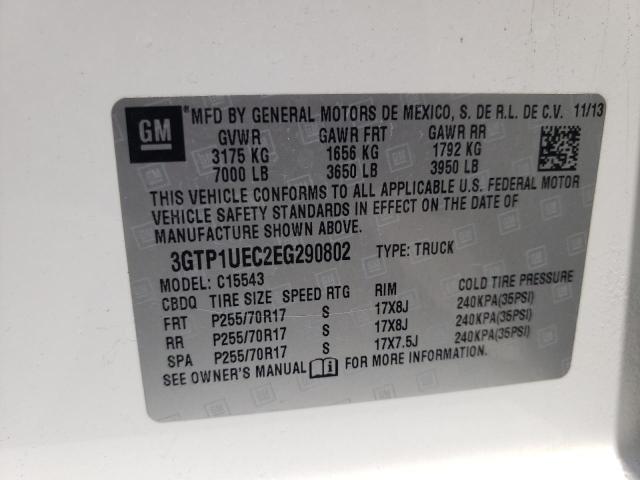 GM ®MFD BY GENERAL MOTORS DE MEXICO, S. DE R.L. DE C.V. 11/13
GVWR GAWR FRT GAWR RR
3175 KG 1656 KG 1792 KG
7000 LB 3650 LB 3950 LB
THIS VEHICLE CONFORMS TO ALL APPLICABLE U.S. FEDERAL MOTOR
VEHICLE SAFETY STANDARDS IN EFFECT ON THE DATE OF
MANUFACTURE SHOWN ABOVE.
3GTP1UEC2EG290802 TYPE: TRUCK
MODEL: C15543
CBDQ TIRE SIZE SPEED RTG RIM COLD TIRE PRESSURE
FRT P255/70R17 S 17X8J 240KPA(35PSI)
RR P255/70R17 S 17X8J 240KPA(35PSI)
SPA P255/70R17 S 17X7.5J 240KPA(35PSI)
SEE OWNER'S MANUAL FOR MORE INFORMATION.